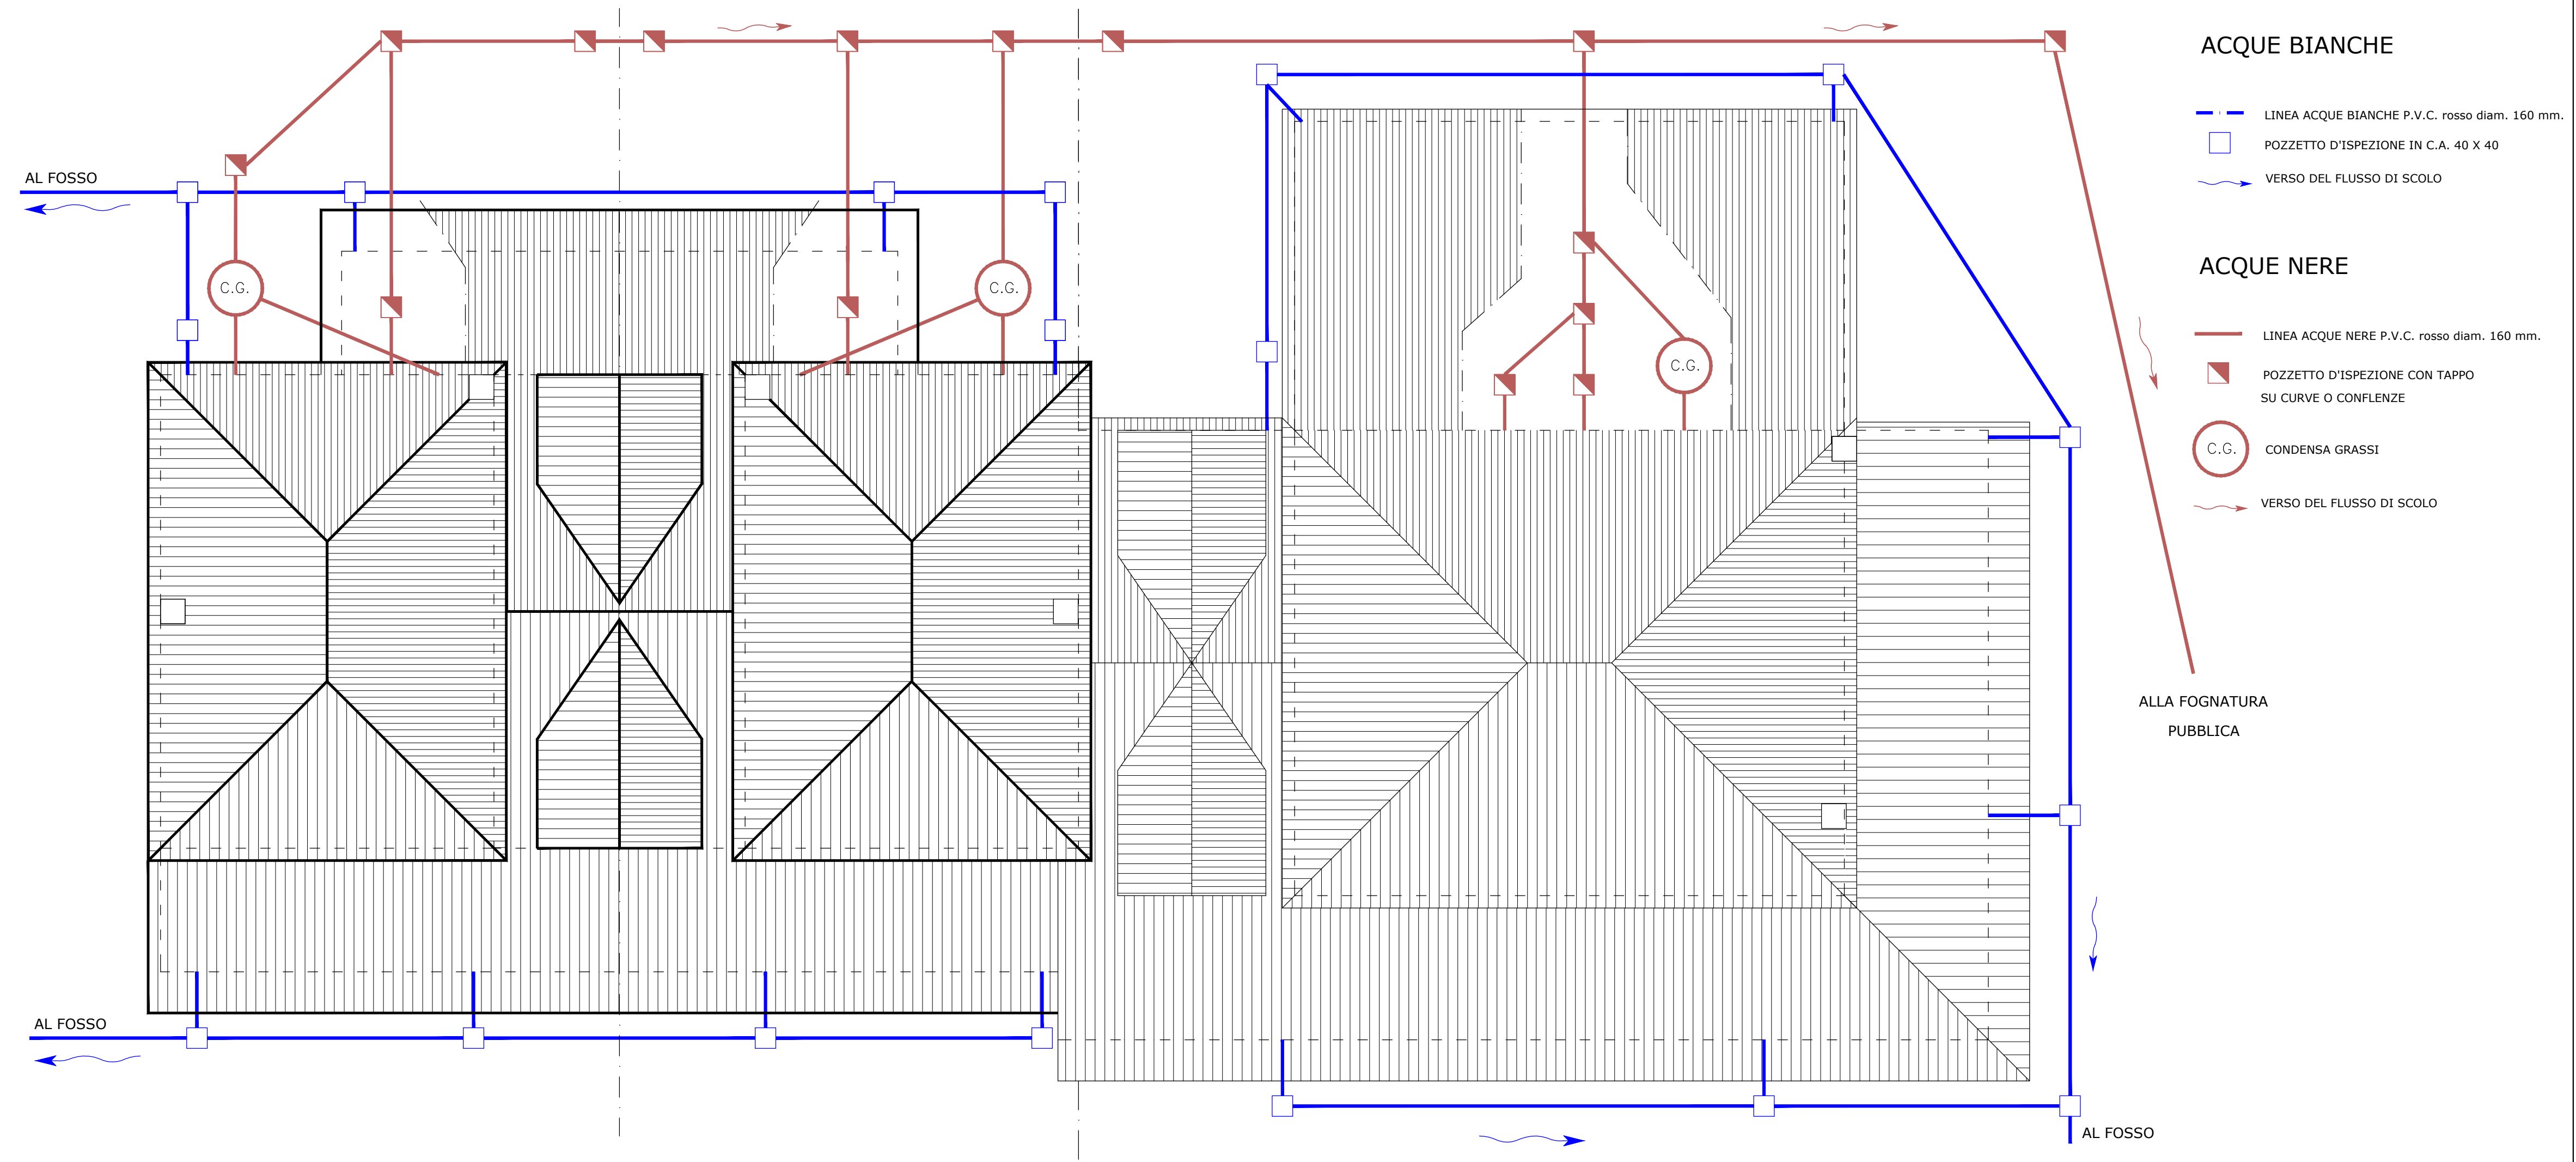 ACQUE BIANCHE
LINEA ACQUE BIANCHE P.V.C. rosso diam. 160 mm.
POZZETTO D'ISPEZIONE IN C.A. 40 X 40
VERSO DEL FLUSSO DI SCOLO
ACQUE NERE
LINEA ACQUE NERE P.V.C. rosso diam. 160 mm.
POZZETTO D'ISPEZIONE CON TAPPO
SU CURVE O CONFLENZE
C.G.
CONDENSA GRASSI
VERSO DEL FLUSSO DI SCOLO
AL FOSSO
C.G.
C.G.
C.G.
ALLA FOGNATURA
PUBBLICA
AL FOSSO
AL FOSSO